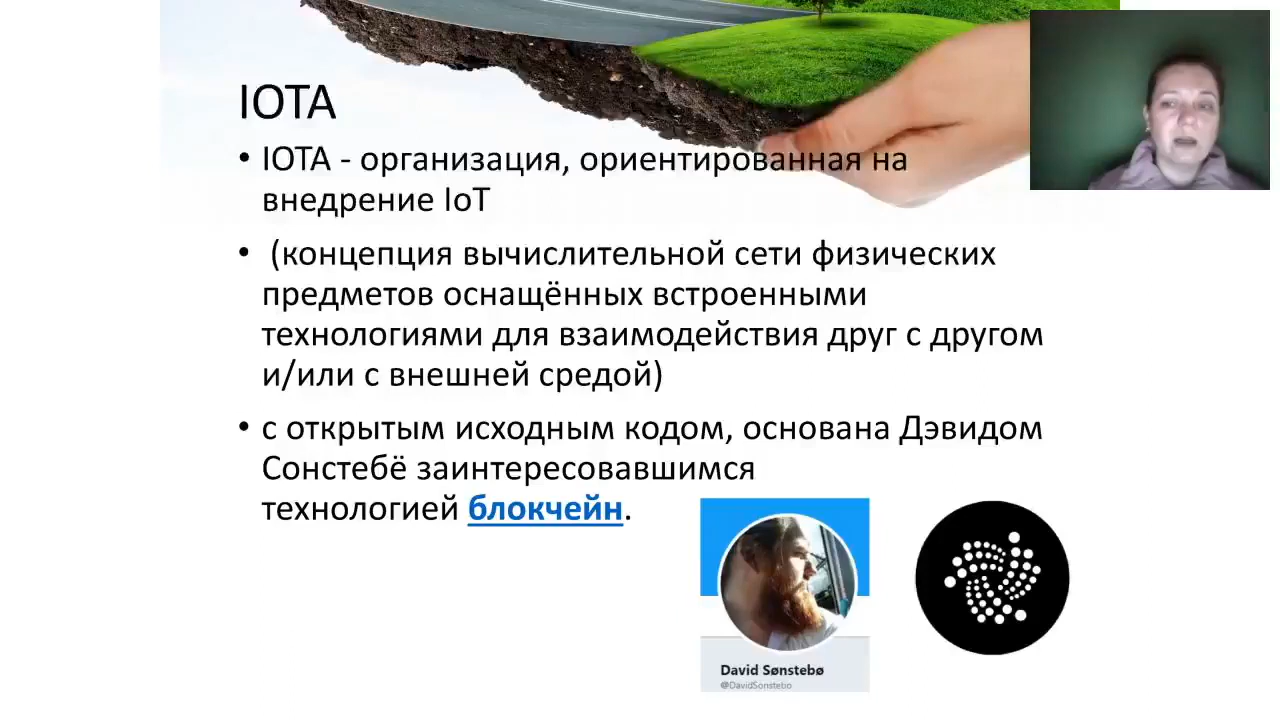 IOTA
• IOTA - организация, ориентированная на
внедрение IoT
• (концепция вычислительной сети физических
предметов оснащённых встроенными
технологиями для взаимодействия друг с другом
и/или с внешней средой)
• с открытым исходным кодом, основана Дэвидом
Сонстебё заинтересовавшимся
технологией блокчейн.
David Sønstebø
@DavidSonstebo